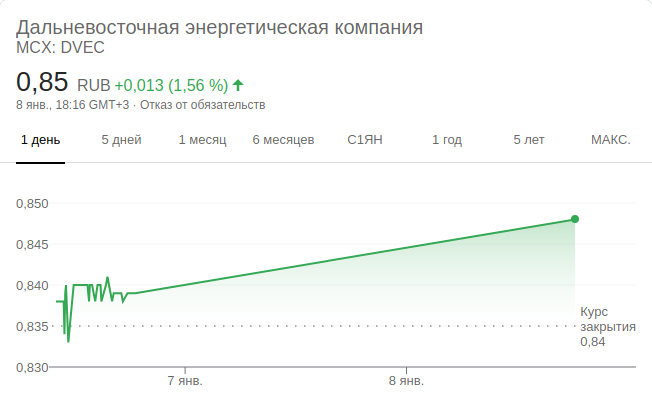 Дальневосточная энергетическая компания
MCX: DVEC
0,85 RUB +0,013 (1,56 %)
8 янв., 18:16 GMT+3 · Отказ от обязательств
1 день 5 дней 1 месяц 6 месяцев С1ЯН 1 год 5 лет МАКС.
0,850
0,845
0,840
0,835
0,830
Курс
закрытия
0,84
7 янв. 8 янв.